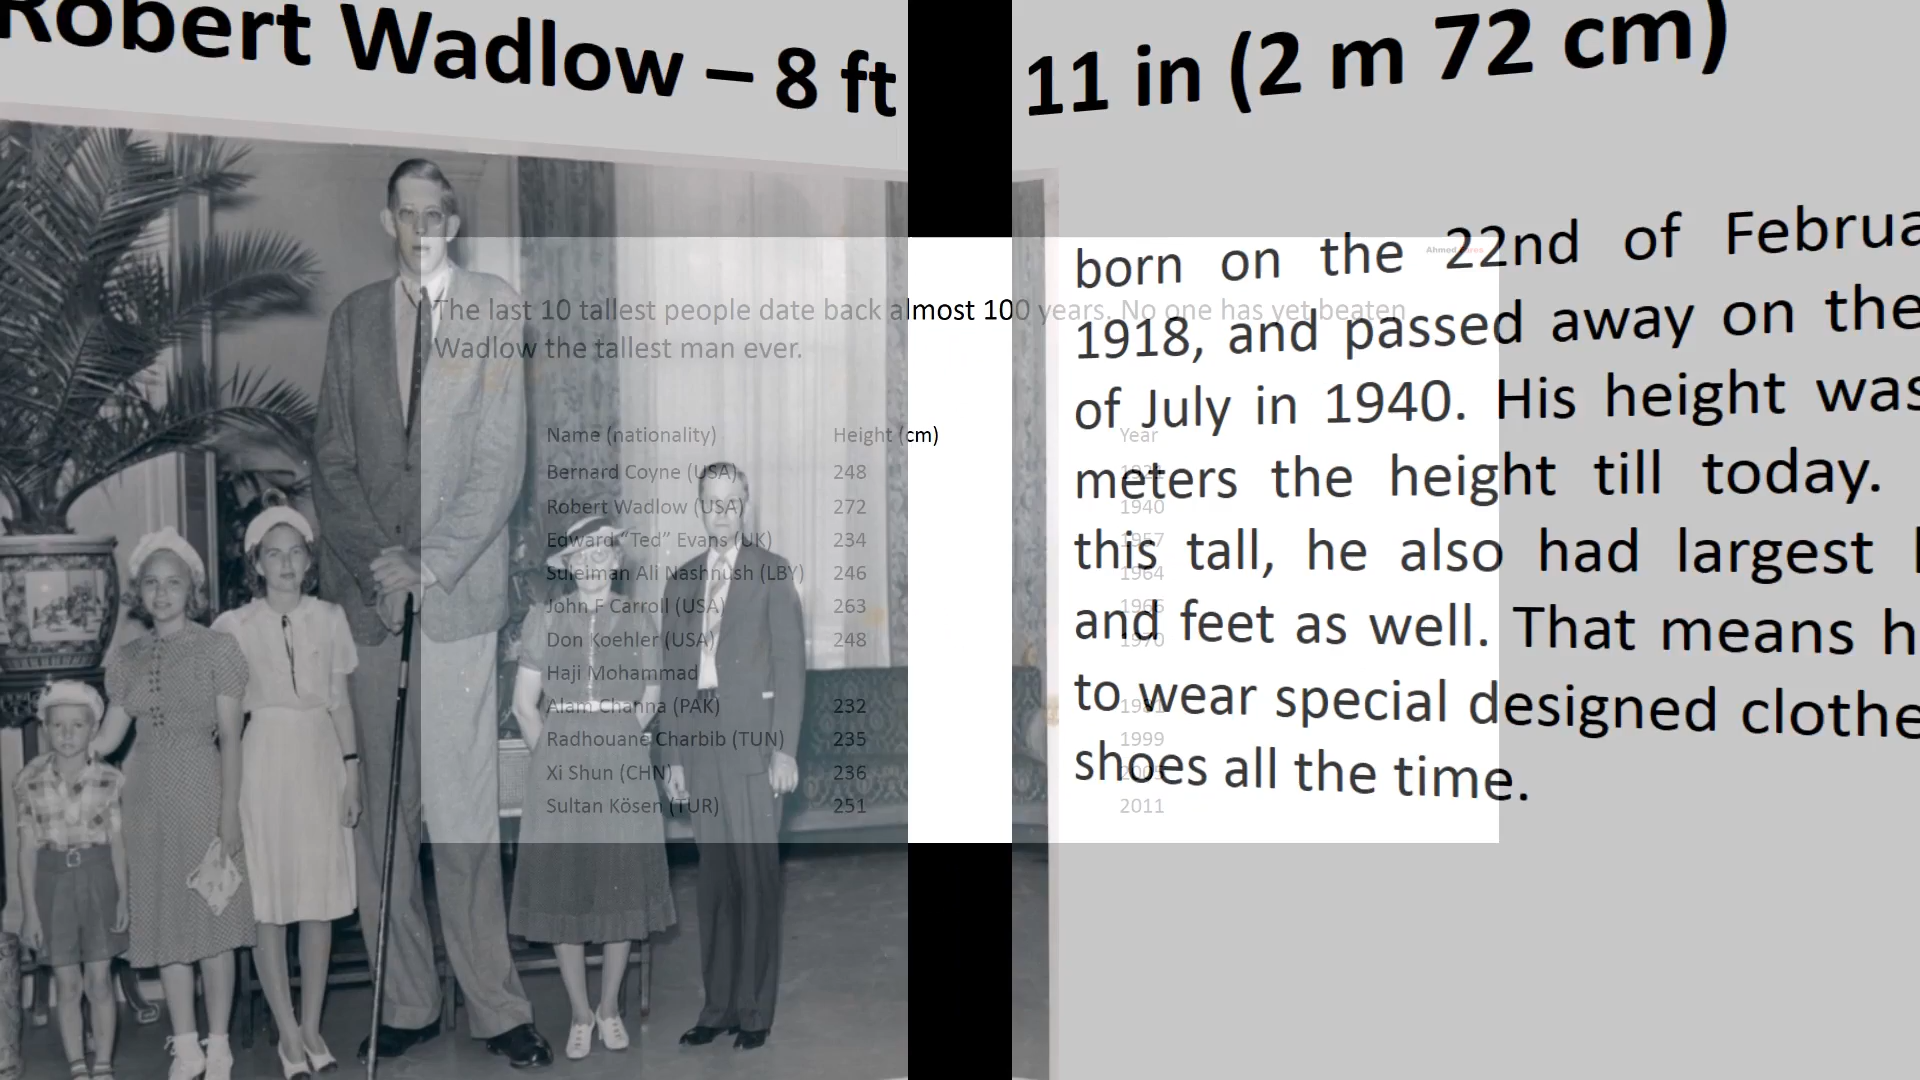 Robert Wadlow – 8 ft 11 in (2 m 72 cm)
born on the 22nd of Februa
1918, and passed away on the
of July in 1940. His height was
meters the height till today.
this tall, he also had largest
and feet as well. That means h
to wear special designed clothe
shoes all the time.
Ahmed
The last 10 tallest people date back almost 100 years. No one has yet beaten
Wadlow the tallest man ever.
Name (nationality) Height (cm) Year
Bernard Coyne (USA) 248
Robert Wadlow (USA) 272 1940
Edward “Ted” Evans (UK) 234 1957
Suleiman Ali Nashnush (LBY) 246 1964
John F Carroll (USA) 263 1966
Don Koehler (USA) 248 1970
Haji Mohammad
Alam Channa (PAK) 232 1981
Radhouane Charbib (TUN) 235 1999
Xi Shun (CHN) 236 2005
Sultan Kösen (TUR) 251 2011